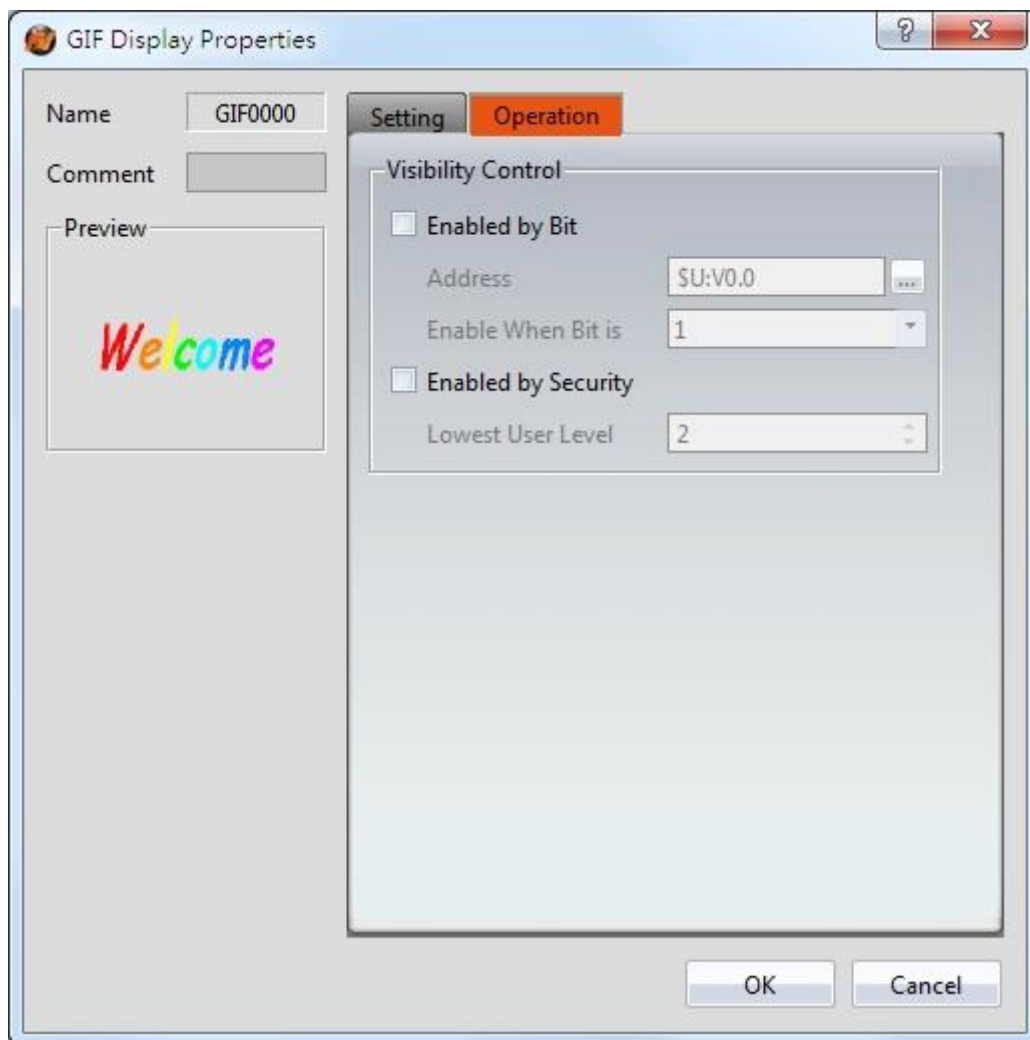 GIF Display Properties
?
Name GIF0000
Comment
Preview
Welcome
Setting Operation
Visibility Control
Enabled by Bit
Address $U:V0.0 ...
Enable When Bit is 1
Enabled by Security
Lowest User Level 2
OK Cancel